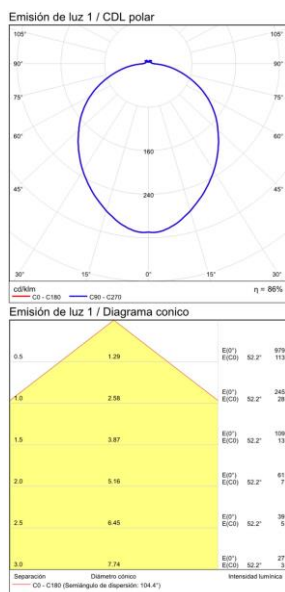 Emisión de luz 1 / CDL polar
105° 105°
90° 90°
75° 75°
60° 60°
160
45° 45°
240
30° 15° 0° 15° 30°
cd/klm η = 86%
C0 - C180 C90 - C270
Emisión de luz 1 / Diagrama conico
0.5 1.29 E(0°) 979
E(C0) 52.2° 113
1.0 2.58 E(0°) 245
E(C0) 52.2° 28
1.5 3.87 E(0°) 109
E(C0) 52.2° 13
2.0 5.16 E(0°) 61
E(C0) 52.2° 7
2.5 6.45 E(0°) 39
E(C0) 52.2° 5
3.0 7.74 E(0°) 27
E(C0) 52.2° 3
Separación Diámetro cónico Intensidad lumínica
C0 - C180 (Semiángulo de dispersión: 104.4°)